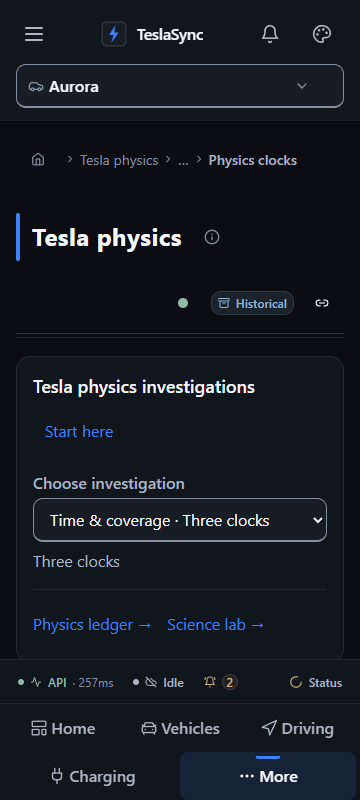 TeslaSync
Aurora
Tesla physics ... Physics clocks
Tesla physics
Historical
Tesla physics investigations
Start here
Choose investigation
Time & coverage · Three clocks
Three clocks
Physics ledger → Science lab →
API · 257ms Idle 2 Status
Home Vehicles Driving
Charging ··· More